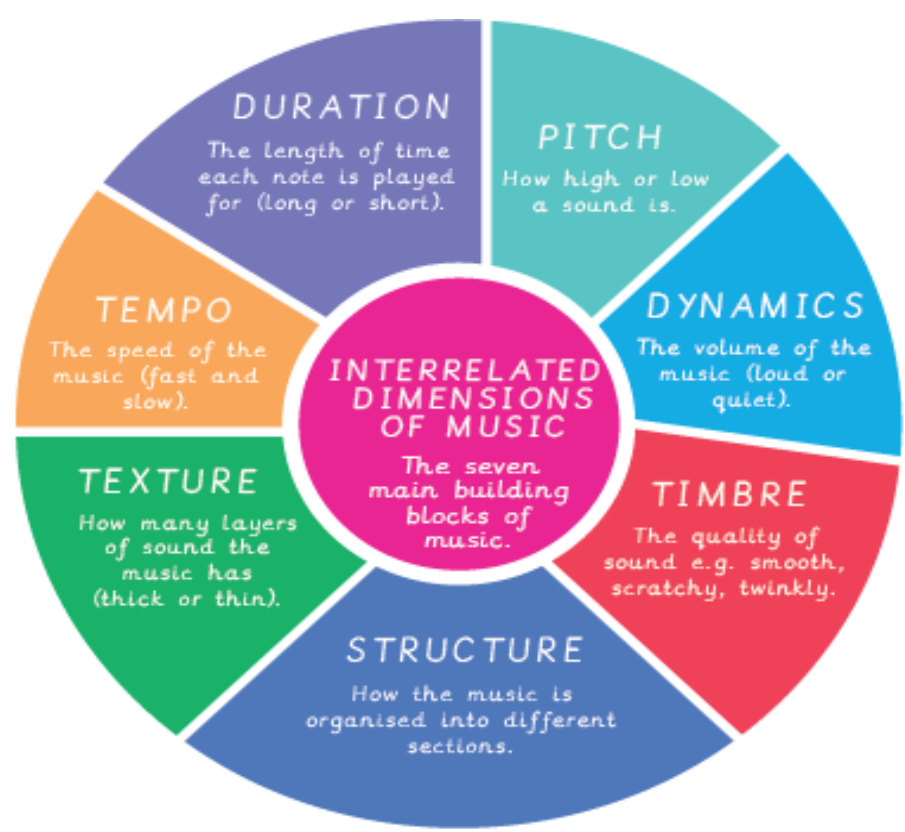 DURATION
The length of time
each note is played
for (long or short).
PITCH
How high or low
a sound is.
DYNAMICS
The volume of the
music (loud or
quiet).
TIMBRE
The quality of
sound e.g. smooth,
scratchy, twinkly.
STRUCTURE
How the music is
organised into different
sections.
TEXTURE
How many layers
of sound the
music has
(thick or thin).
TEMPO
The speed of the
music (fast and
slow).
INTERRELATED
DIMENSIONS
OF MUSIC
The seven
main building
blocks of
music.